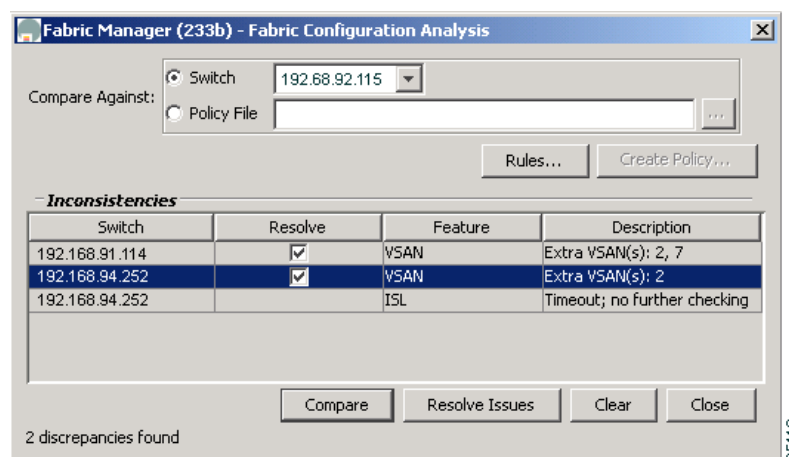 Fabric Manager (233b) - Fabric Configuration Analysis
Compare Against:
Switch
192.68.92.115
Policy File
...
Rules...
Create Policy...
Inconsistencies
Switch Resolve Feature Description
192.168.91.114 VSAN Extra VSAN(s): 2, 7
192.168.94.252 VSAN Extra VSAN(s): 2
192.168.94.252 ISL Timeout; no further checking
Compare Resolve Issues Clear Close
2 discrepancies found